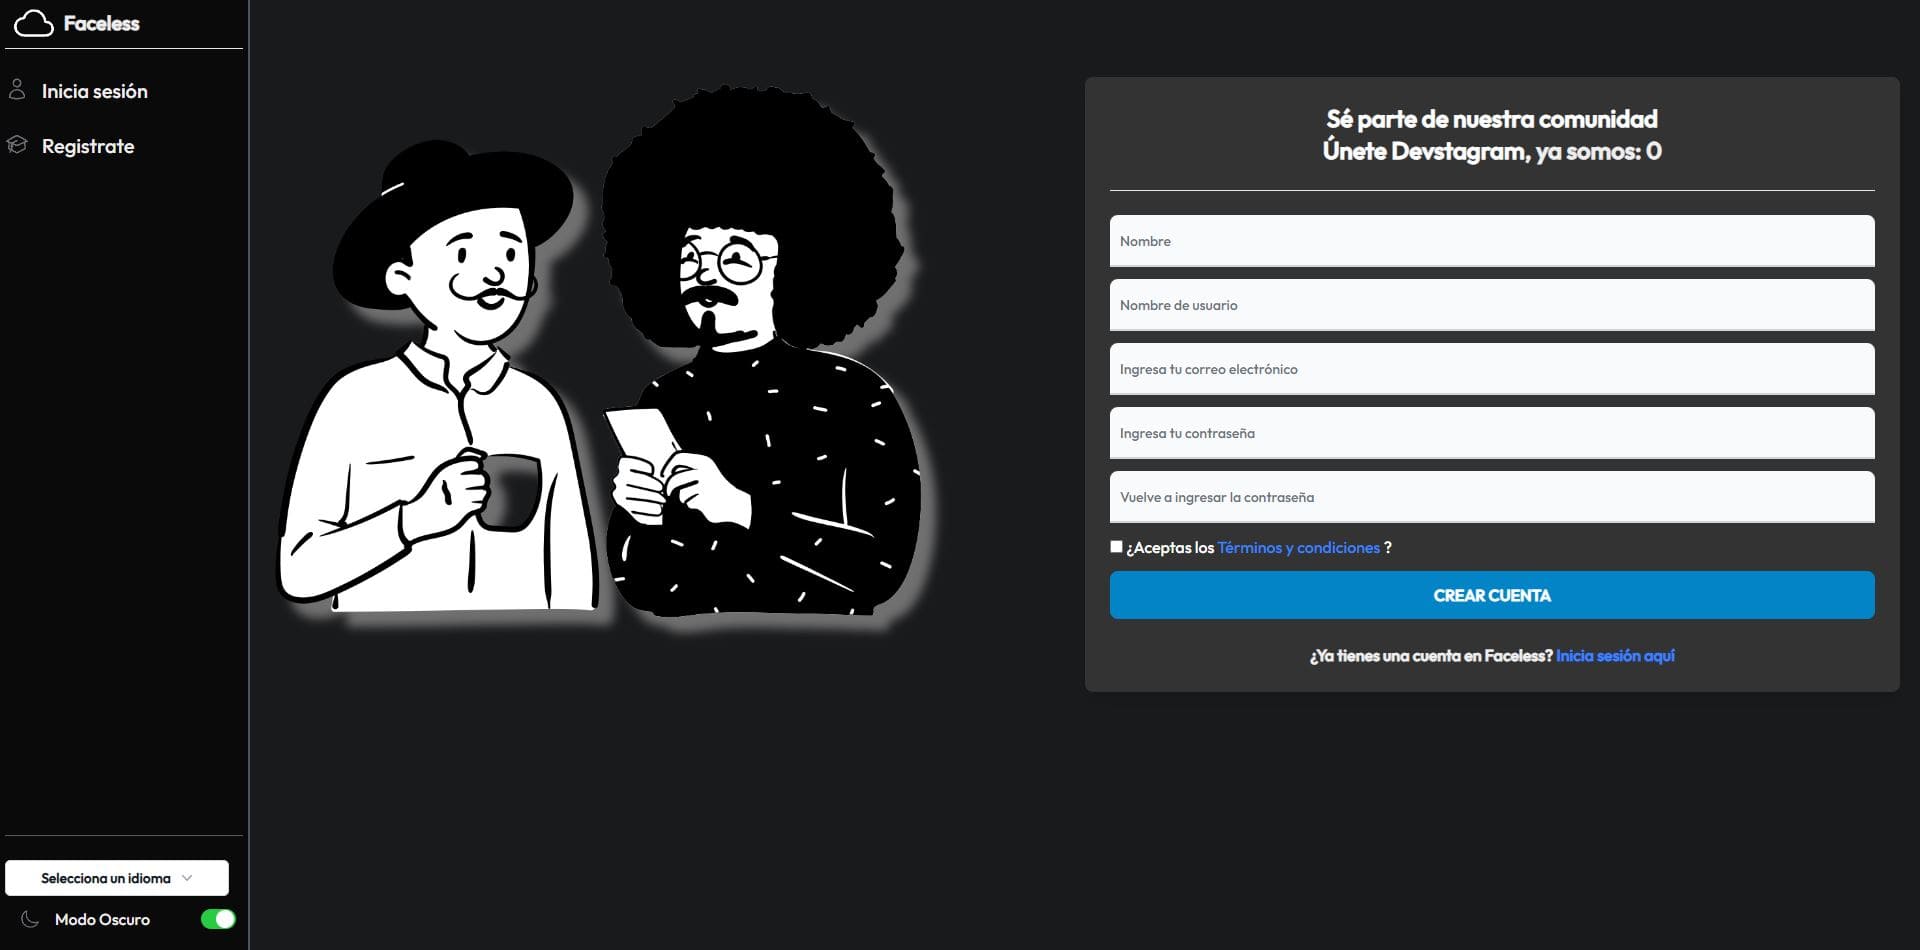 Faceless
Inicia sesión
Registrate
Selecciona un idioma
Modo Oscuro
Sé parte de nuestra comunidad
Únete Devstagram, ya somos: 0
Nombre
Nombre de usuario
Ingresa tu correo electrónico
Ingresa tu contraseña
Vuelve a ingresar la contraseña
¿Aceptas los Términos y condiciones ?
CREAR CUENTA
¿Ya tienes una cuenta en Faceless? Inicia sesión aquí